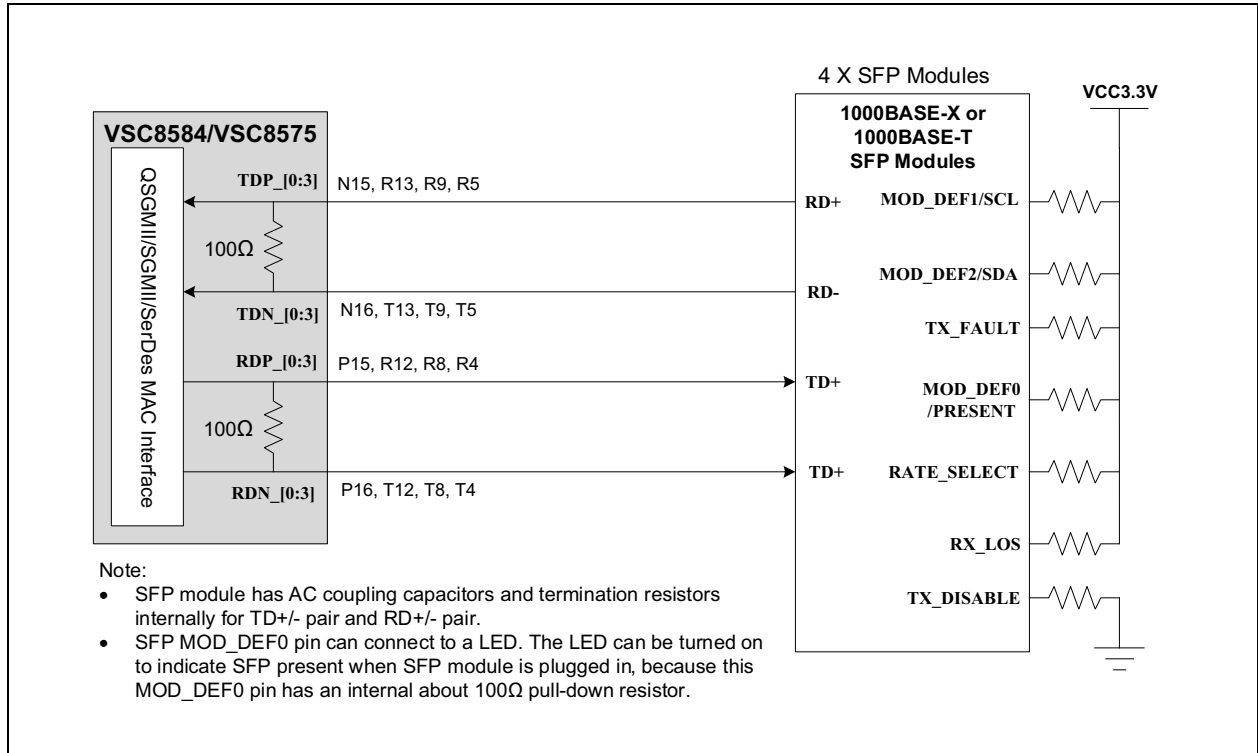 4 X SFP Modules
VCC3.3V
VSC8584/VSC8575
QSGMII/SGMII/SerDes MAC Interface
TDP_[0:3]
N15, R13, R9, R5
100Ω
TDN_[0:3]
N16, T13, T9, T5
RDP_[0:3]
P15, R12, R8, R4
100Ω
RDN_[0:3]
P16, T12, T8, T4
1000BASE-X or
1000BASE-T
SFP Modules
RD+
MOD_DEF1/SCL
RD-
MOD_DEF2/SDA
TX_FAULT
TD+
MOD_DEF0
/PRESENT
TD+
RATE_SELECT
RX_LOS
TX_DISABLE
Note:
• SFP module has AC coupling capacitors and termination resistors
internally for TD+/- pair and RD+/- pair.
• SFP MOD_DEF0 pin can connect to a LED. The LED can be turned on
to indicate SFP present when SFP module is plugged in, because this
MOD_DEF0 pin has an internal about 100Ω pull-down resistor.